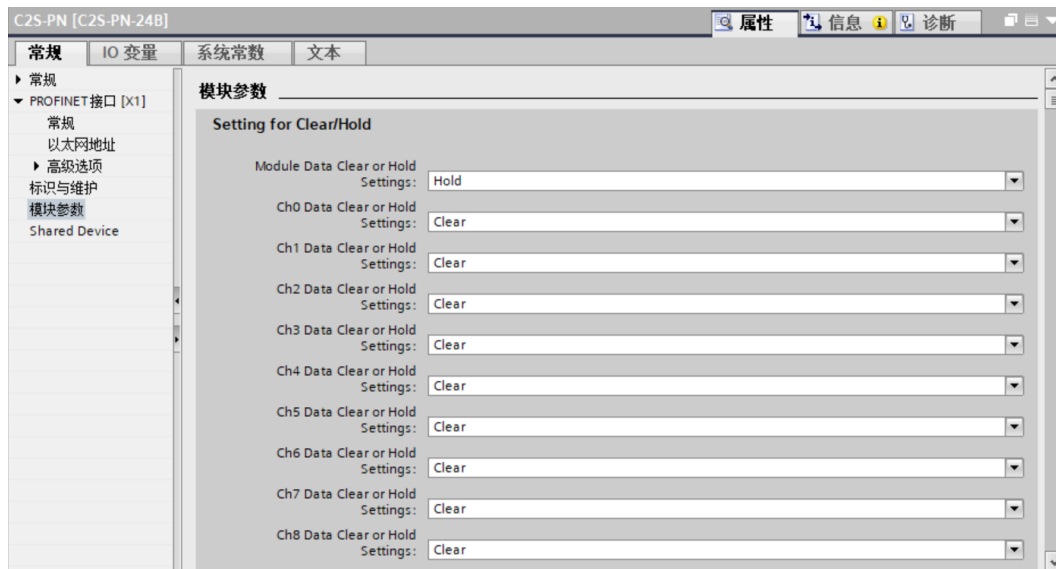 C2S-PN [C2S-PN-24B]
属性
信息
诊断
常规
IO 变量
系统常数
文本
常规
PROFINET接口 [X1]
常规
以太网地址
高级选项
标识与维护
模块参数
Shared Device
模块参数
Setting for Clear/Hold
Module Data Clear or Hold
Settings: Hold
Ch0 Data Clear or Hold
Settings: Clear
Ch1 Data Clear or Hold
Settings: Clear
Ch2 Data Clear or Hold
Settings: Clear
Ch3 Data Clear or Hold
Settings: Clear
Ch4 Data Clear or Hold
Settings: Clear
Ch5 Data Clear or Hold
Settings: Clear
Ch6 Data Clear or Hold
Settings: Clear
Ch7 Data Clear or Hold
Settings: Clear
Ch8 Data Clear or Hold
Settings: Clear